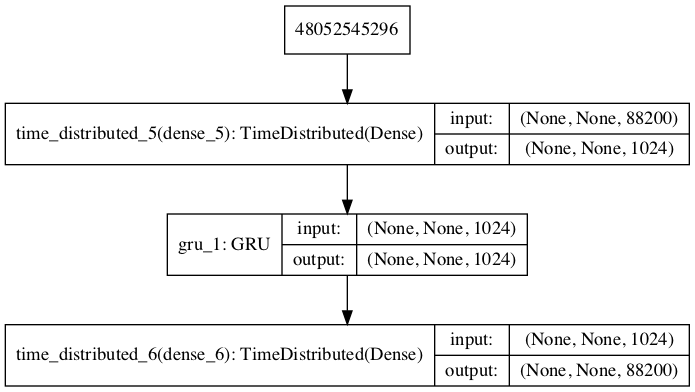 48052545296
time_distributed_5(dense_5): TimeDistributed(Dense)
input: (None, None, 88200)
output: (None, None, 1024)
gru_1: GRU
input: (None, None, 1024)
output: (None, None, 1024)
time_distributed_6(dense_6): TimeDistributed(Dense)
input: (None, None, 1024)
output: (None, None, 88200)